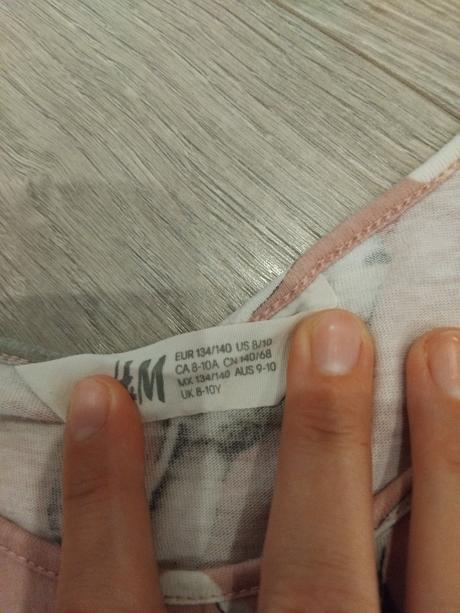 H&M
EUR 134/140 US 8/10
CA 8-10A CN 140/68
MX 134/140 AUS 9-10
UK 8-10Y